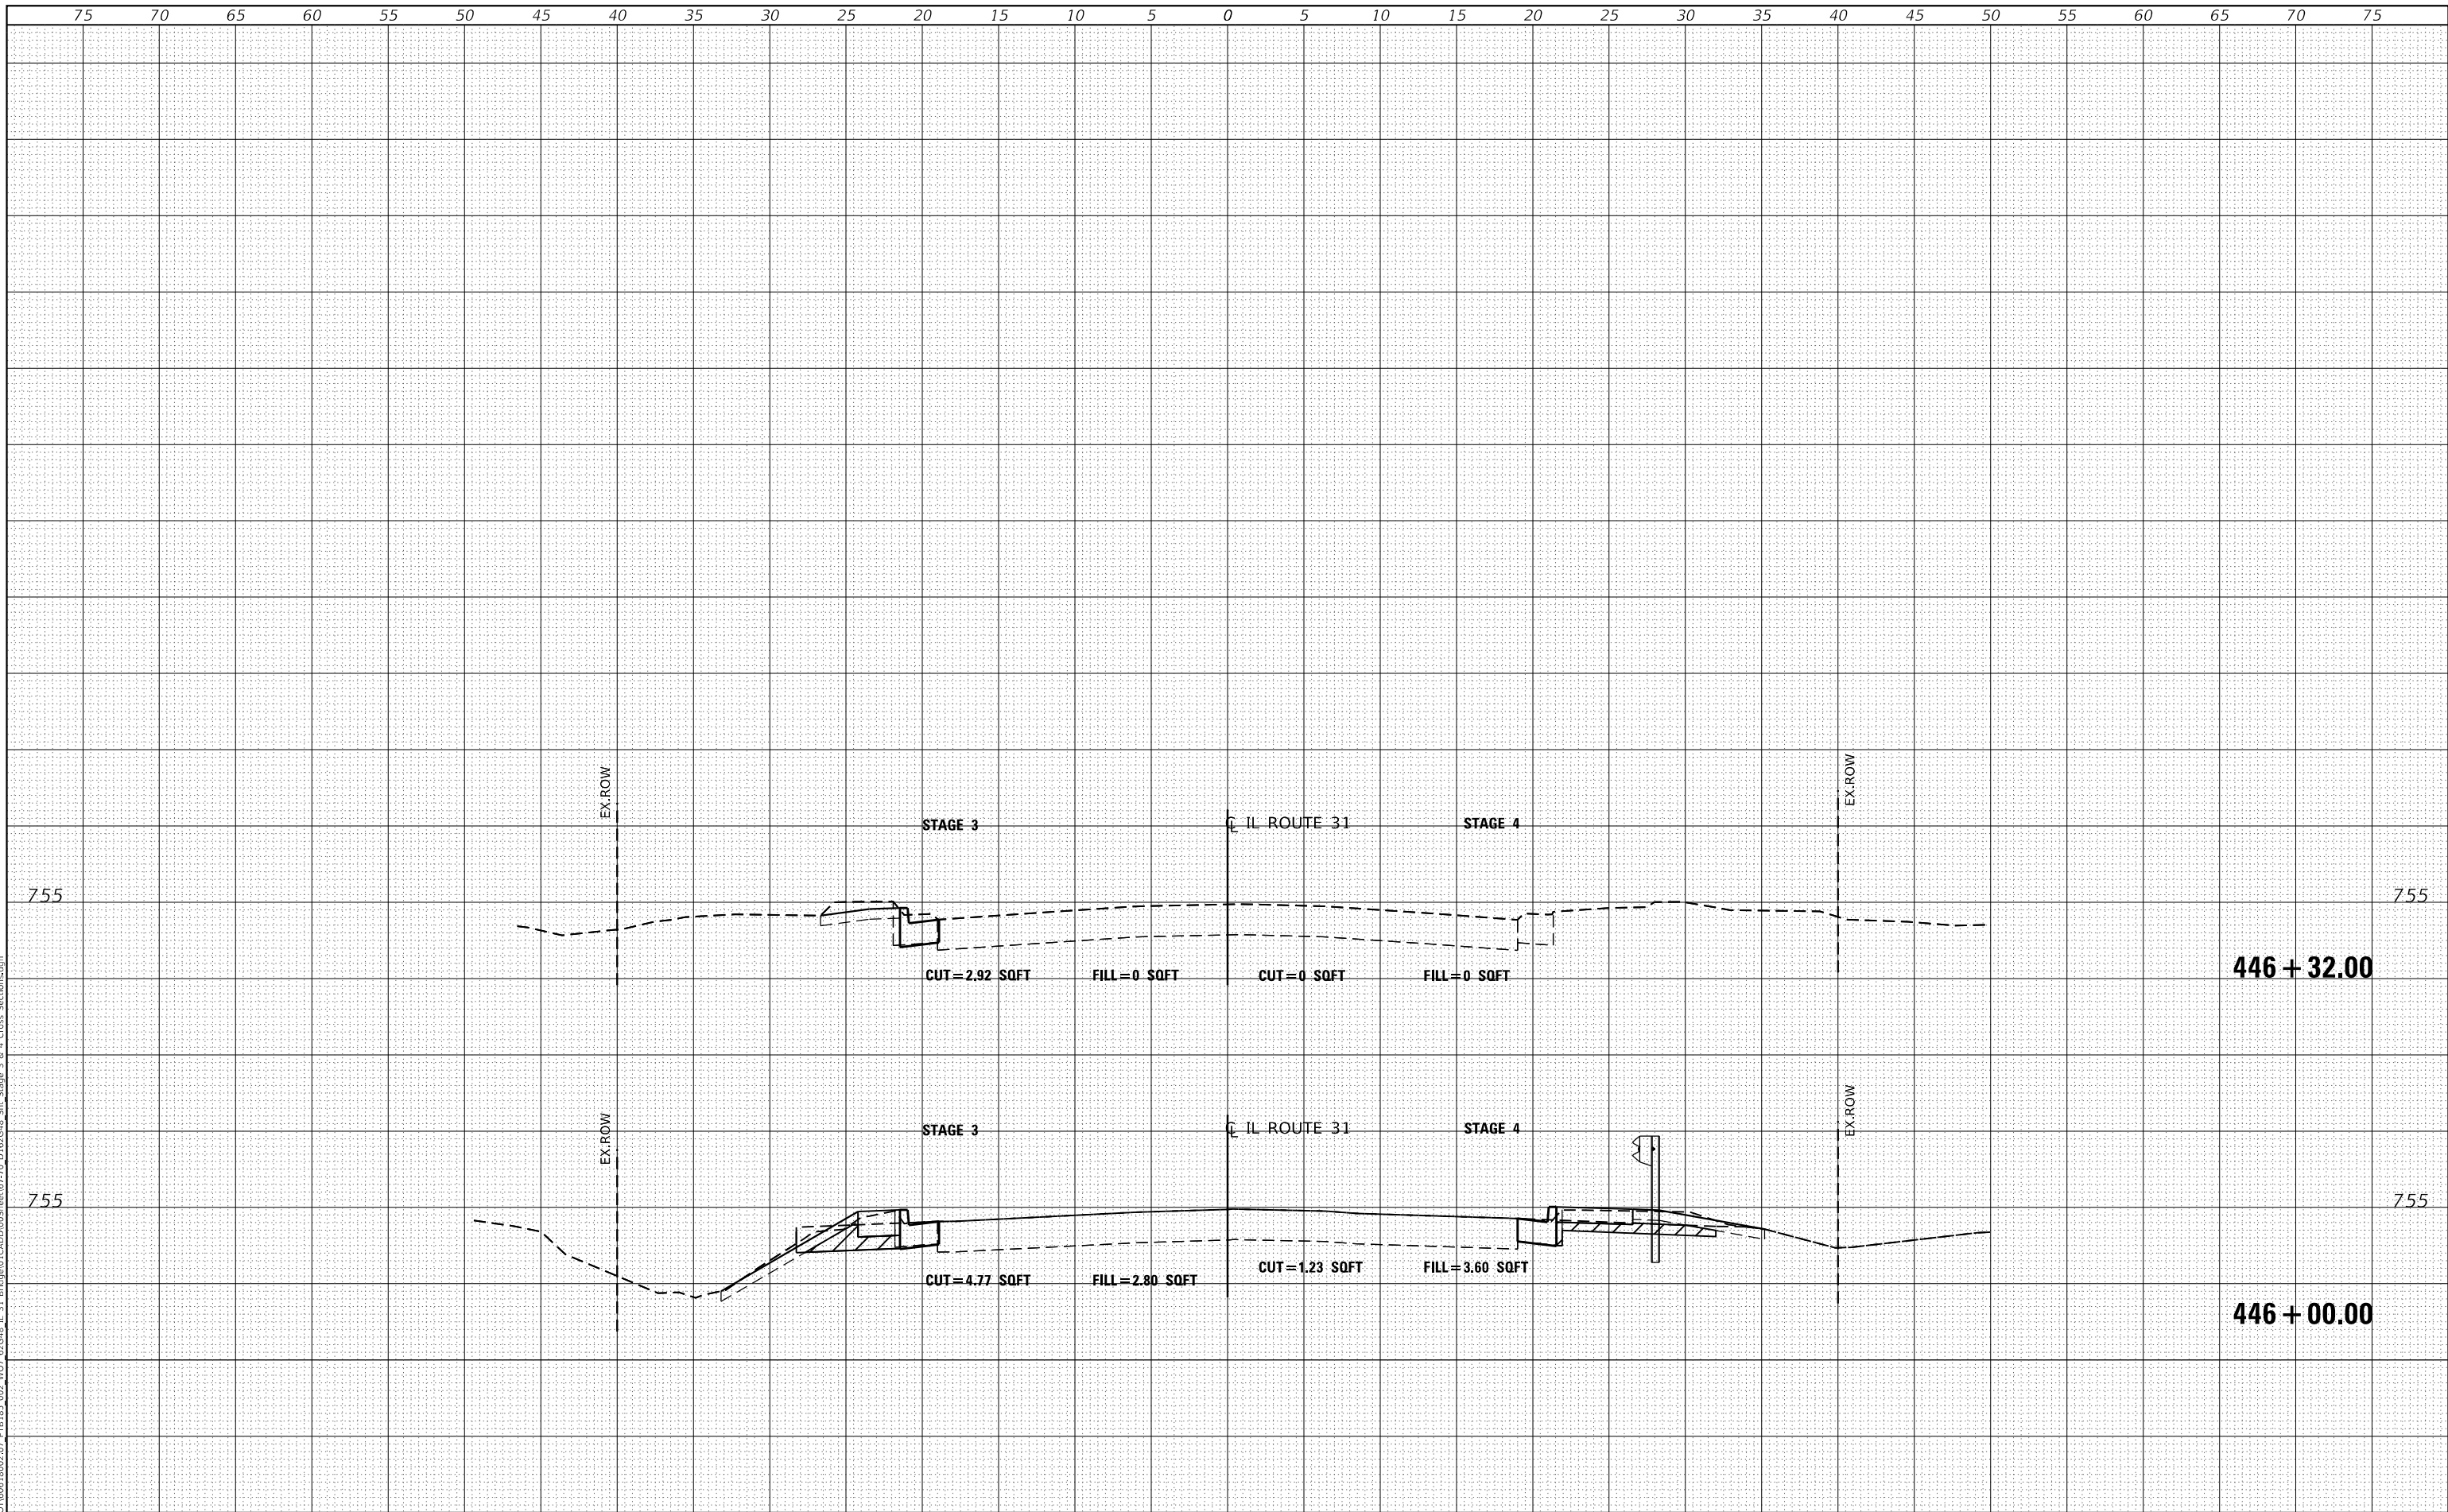 75 70 65 60 55 50 45 40 35 30 25 20 15 10 5 0 5 10 15 20 25 30 35 40 45 50 55 60 65 70 75
EX.ROW
EX.ROW
STAGE 3
℄ IL ROUTE 31
STAGE 4
755
755
CUT=2.92 SQFT FILL=0 SQFT CUT=0 SQFT FILL=0 SQFT
446+32.00
EX.ROW
EX.ROW
STAGE 3
℄ IL ROUTE 31
STAGE 4
755
755
CUT=4.77 SQFT FILL=2.80 SQFT CUT=1.23 SQFT FILL=3.60 SQFT
446+00.00